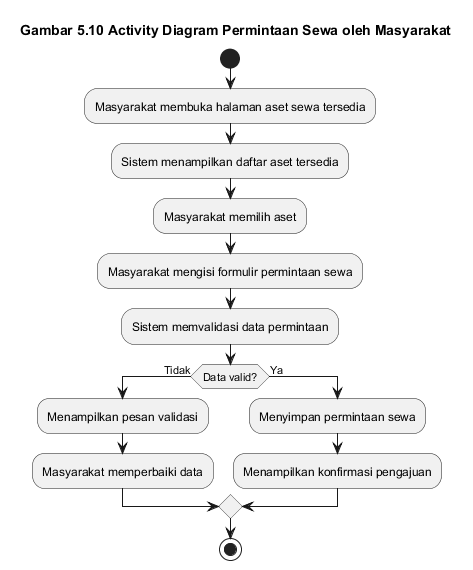 Gambar 5.10 Activity Diagram Permintaan Sewa oleh Masyarakat
Masyarakat membuka halaman aset sewa tersedia
Sistem menampilkan daftar aset tersedia
Masyarakat memilih aset
Masyarakat mengisi formulir permintaan sewa
Sistem memvalidasi data permintaan
Tidak
Data valid?
Ya
Menampilkan pesan validasi
Menyimpan permintaan sewa
Masyarakat memperbaiki data
Menampilkan konfirmasi pengajuan